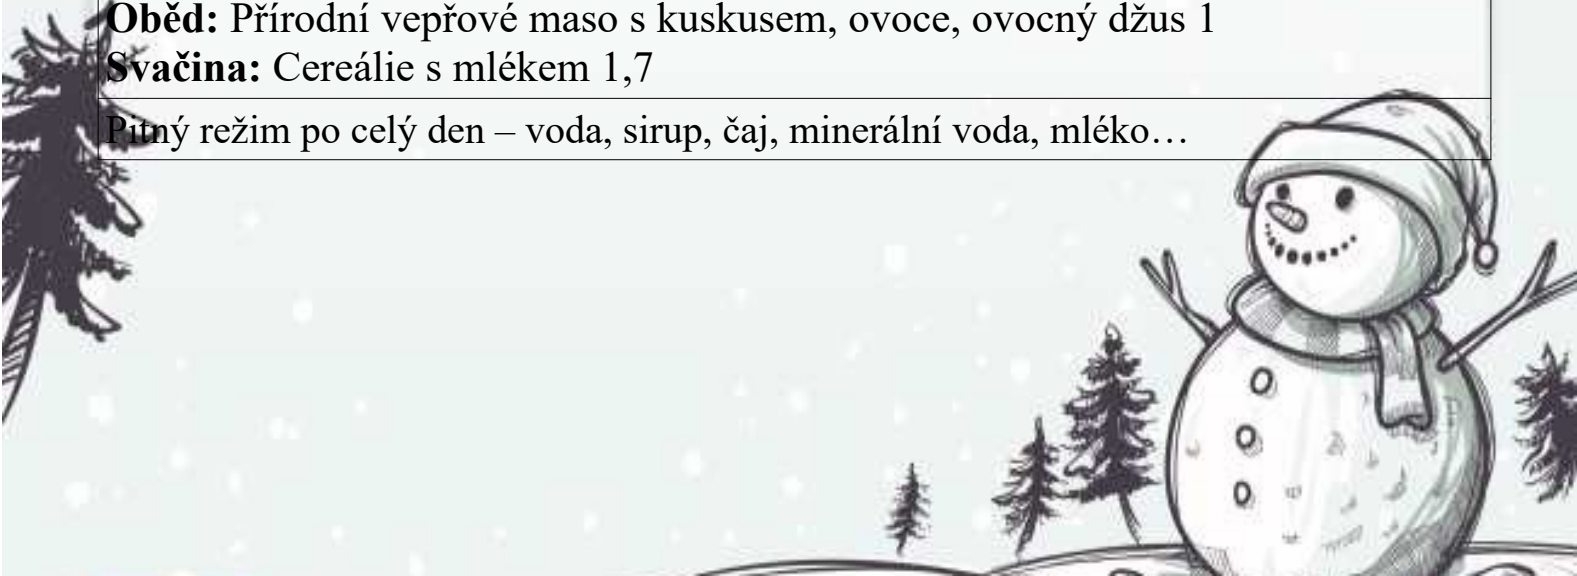 Oběd: Přírodní vepřové maso s kuskusem, ovoce, ovocný džus 1
Svačina: Cereálie s mlékem 1,7
Pitný režim po celý den – voda, sirup, čaj, minerální voda, mléko…